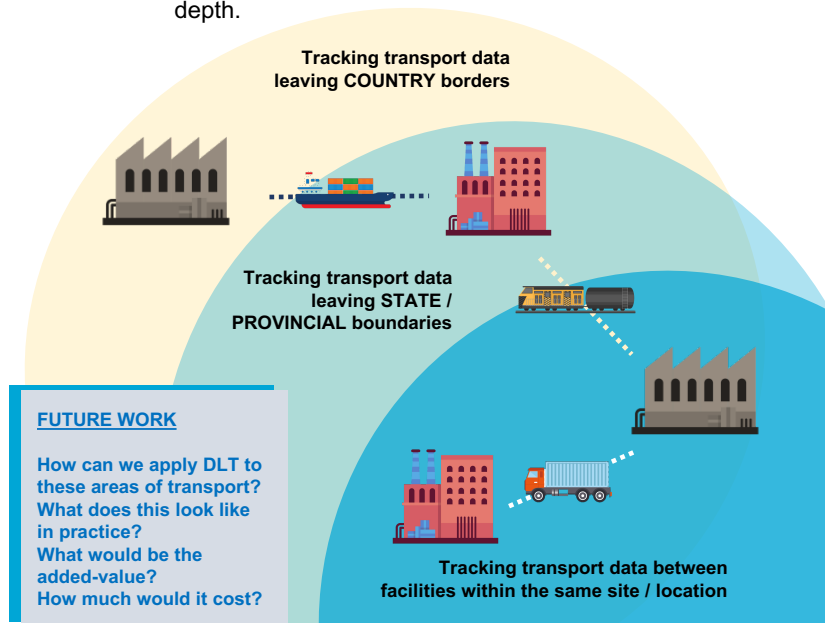 depth.
Tracking transport data
leaving COUNTRY borders
Tracking transport data
leaving STATE /
PROVINCIAL boundaries
FUTURE WORK
How can we apply DLT to
these areas of transport?
What does this look like
in practice?
What would be the
added-value?
How much would it cost?
Tracking transport data between
facilities within the same site / location